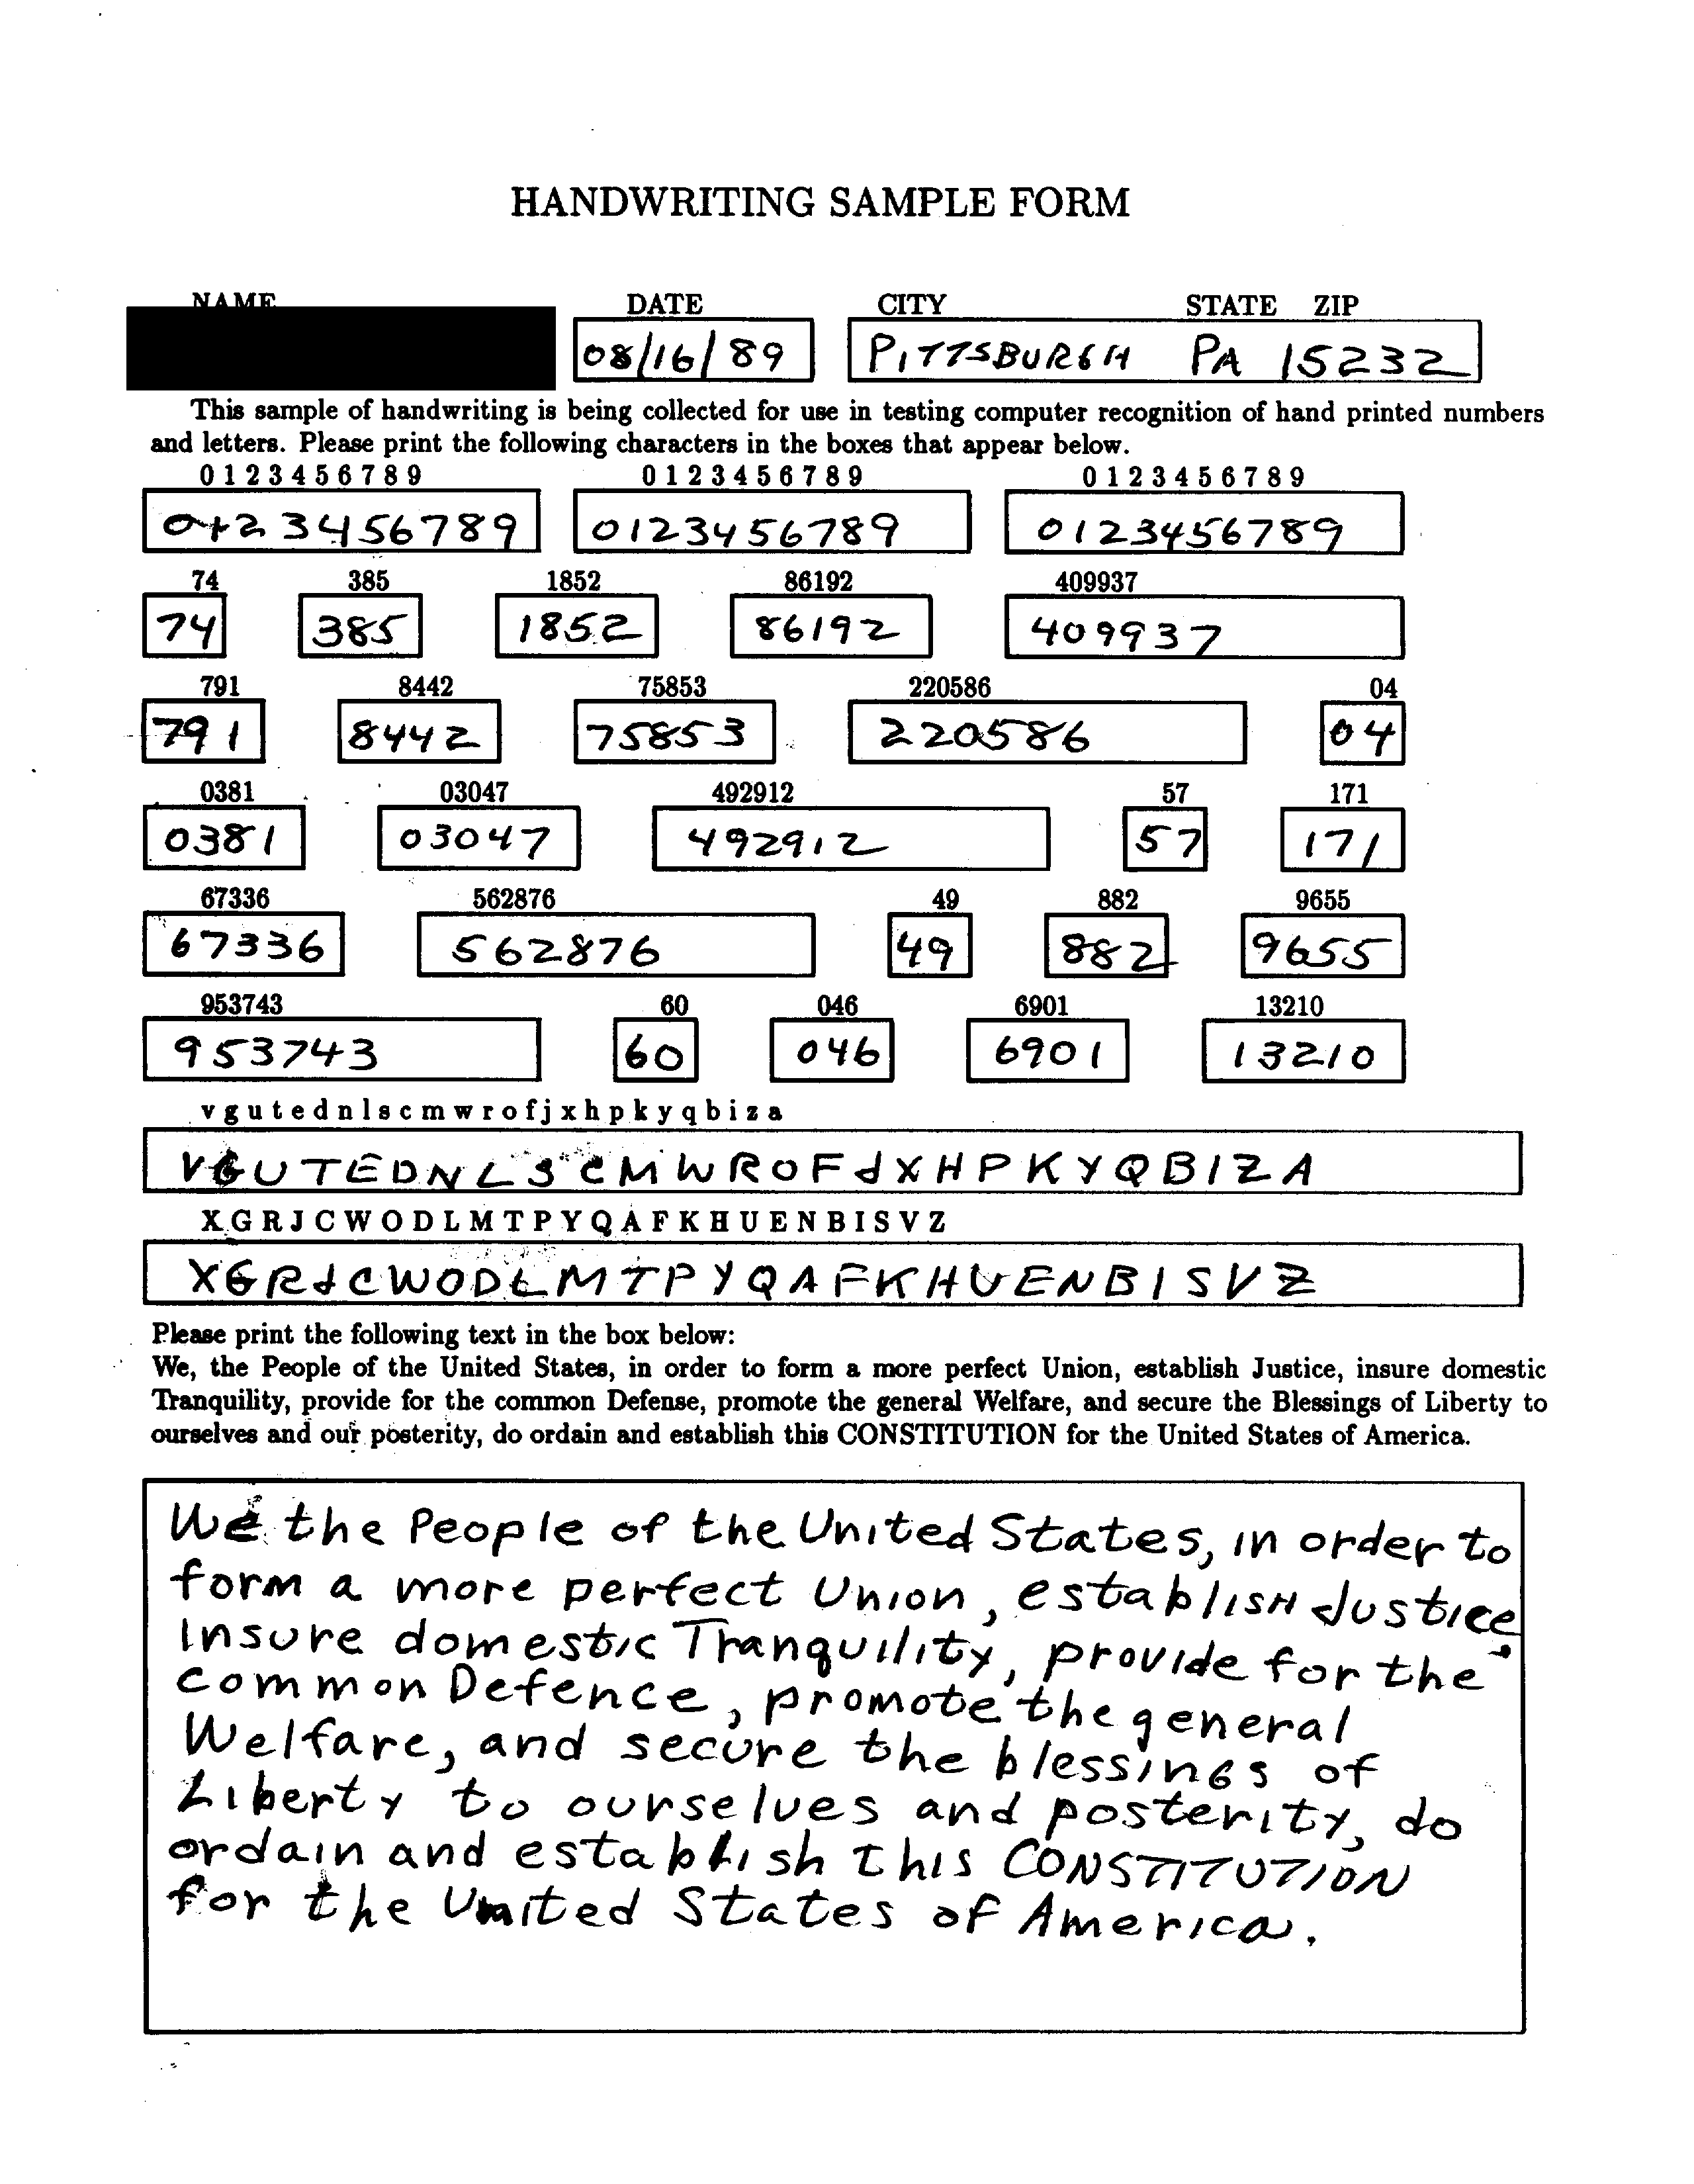 HANDWRITING SAMPLE FORM
NAME DATE CITY STATE ZIP
08/16/89 PITTSBURGH PA 15232
This sample of handwriting is being collected for use in testing computer recognition of hand printed numbers
and letters. Please print the following characters in the boxes that appear below.
0 1 2 3 4 5 6 7 8 9 0 1 2 3 4 5 6 7 8 9 0 1 2 3 4 5 6 7 8 9
0123456789 0123456789 0123456789
74 385 1852 86192 409937
74 385 1852 86192 409937
791 8442 75853 220586 04
791 8442 75853 220586 04
0381 03047 492912 57 171
0381 03047 492912 57 171
67336 562876 49 882 9655
67336 562876 49 882 9655
953743 60 046 6901 13210
953743 60 046 6901 13210
v g u t e d n l s c m w r o f j x h p k y q b i z a
V G U T E D N L S C M W R O F J X H P K Y Q B I Z A
X G R J C W O D L M T P Y Q A F K H U E N B I S V Z
X G R J C W O D L M T P Y Q A F K H U E N B I S V Z
Please print the following text in the box below:
We, the People of the United States, in order to form a more perfect Union, establish Justice, insure domestic
Tranquility, provide for the common Defense, promote the general Welfare, and secure the Blessings of Liberty to
ourselves and our posterity, do ordain and establish this CONSTITUTION for the United States of America.
We the People of the United States, in order to
form a more perfect Union, establish Justice,
Insure domestic Tranquility, provide for the
common Defence, promote the general
Welfare, and secure the blessings of
Liberty to ourselves and posterity, do
ordain and establish this CONSTITUTION
for the United States of America.